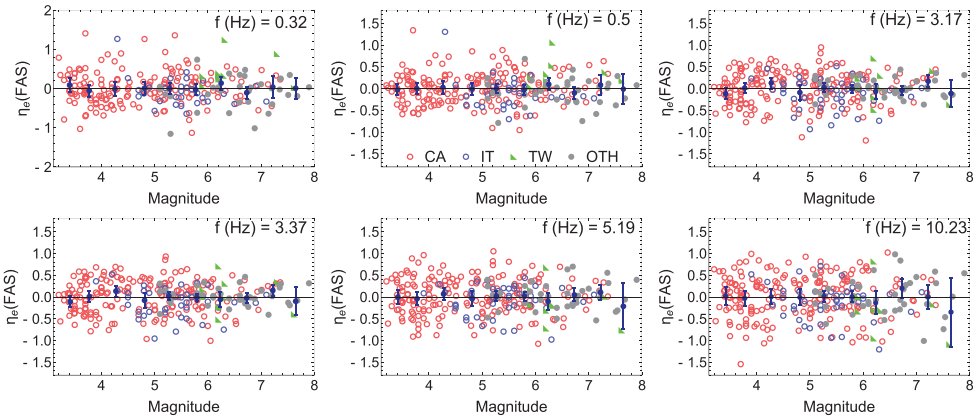 f (Hz) = 0.32
2
1
0
- 1
2
ηe(FAS)
4 5 6 7 8
Magnitude
f (Hz) = 0.5
1.5
1.0
0.5
0.0
- 0.5
- 1.0
- 1.5
ηe(FAS)
CA IT TW OTH
4 5 6 7 8
Magnitude
f (Hz) = 3.17
1.5
1.0
0.5
0.0
- 0.5
- 1.0
- 1.5
ηe(FAS)
4 5 6 7 8
Magnitude
f (Hz) = 3.37
1.5
1.0
0.5
0.0
- 0.5
- 1.0
- 1.5
ηe(FAS)
4 5 6 7 8
Magnitude
f (Hz) = 5.19
1.5
1.0
0.5
0.0
- 0.5
- 1.0
- 1.5
ηe(FAS)
4 5 6 7 8
Magnitude
f (Hz) = 10.23
1.5
1.0
0.5
0.0
- 0.5
- 1.0
- 1.5
ηe(FAS)
4 5 6 7 8
Magnitude